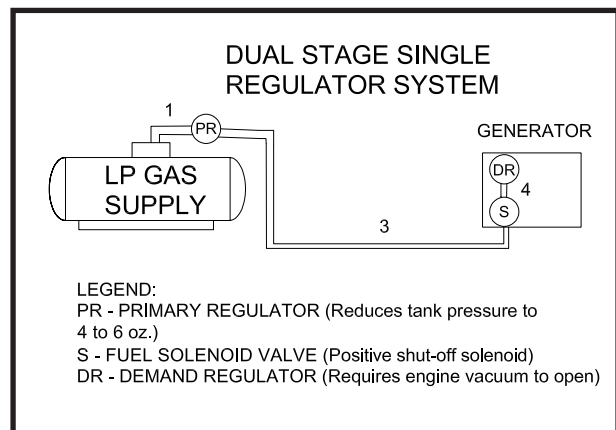 DUAL STAGE SINGLE
REGULATOR SYSTEM
1
PR
GENERATOR
LP GAS
SUPPLY
DR
4
S
3
LEGEND:
PR - PRIMARY REGULATOR (Reduces tank pressure to
4 to 6 oz.)
S - FUEL SOLENOID VALVE (Positive shut-off solenoid)
DR - DEMAND REGULATOR (Requires engine vacuum to open)